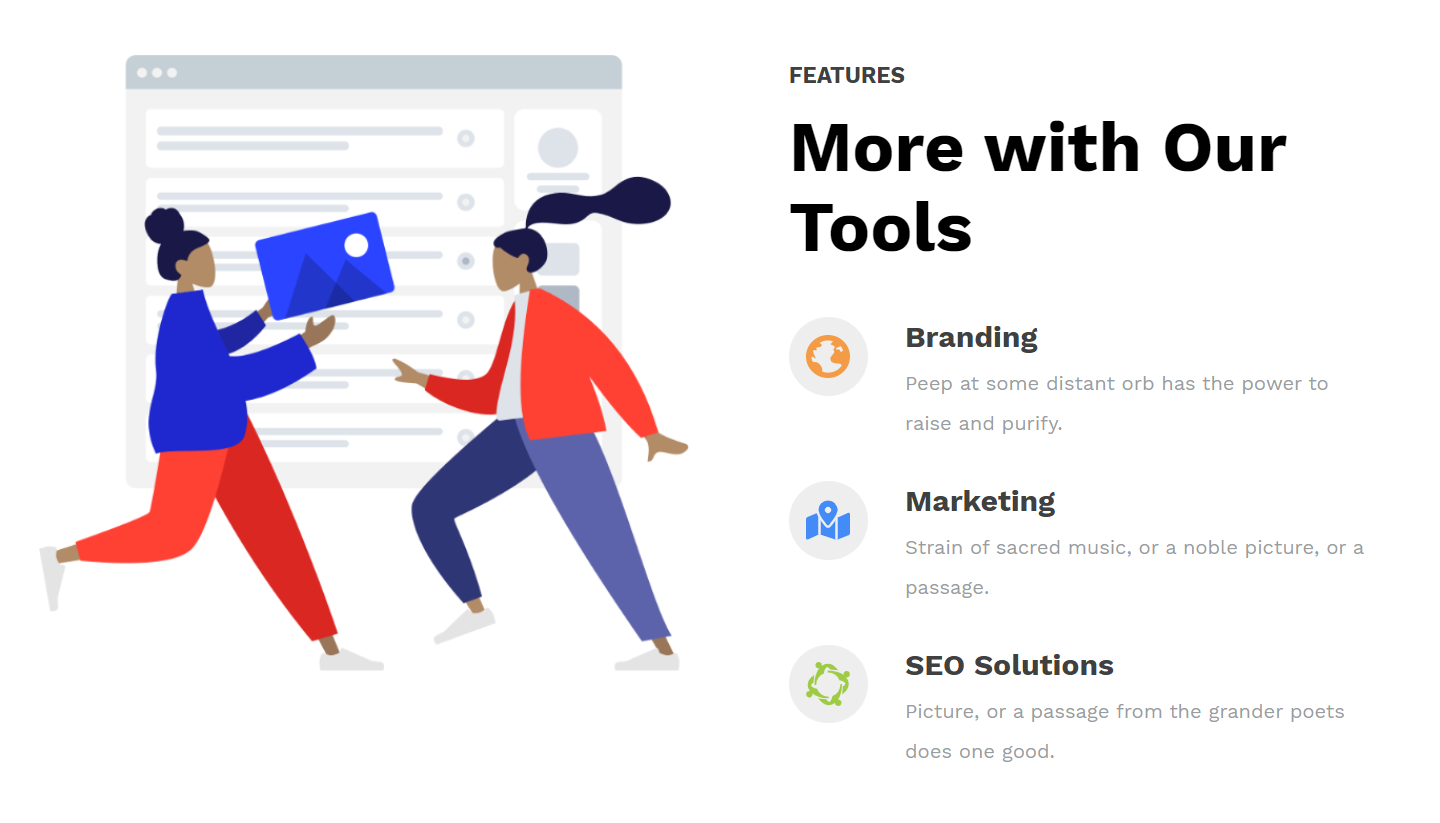 FEATURES
More with Our
Tools
Branding
Peep at some distant orb has the power to
raise and purify.
Marketing
Strain of sacred music, or a noble picture, or a
passage.
SEO Solutions
Picture, or a passage from the grander poets
does one good.